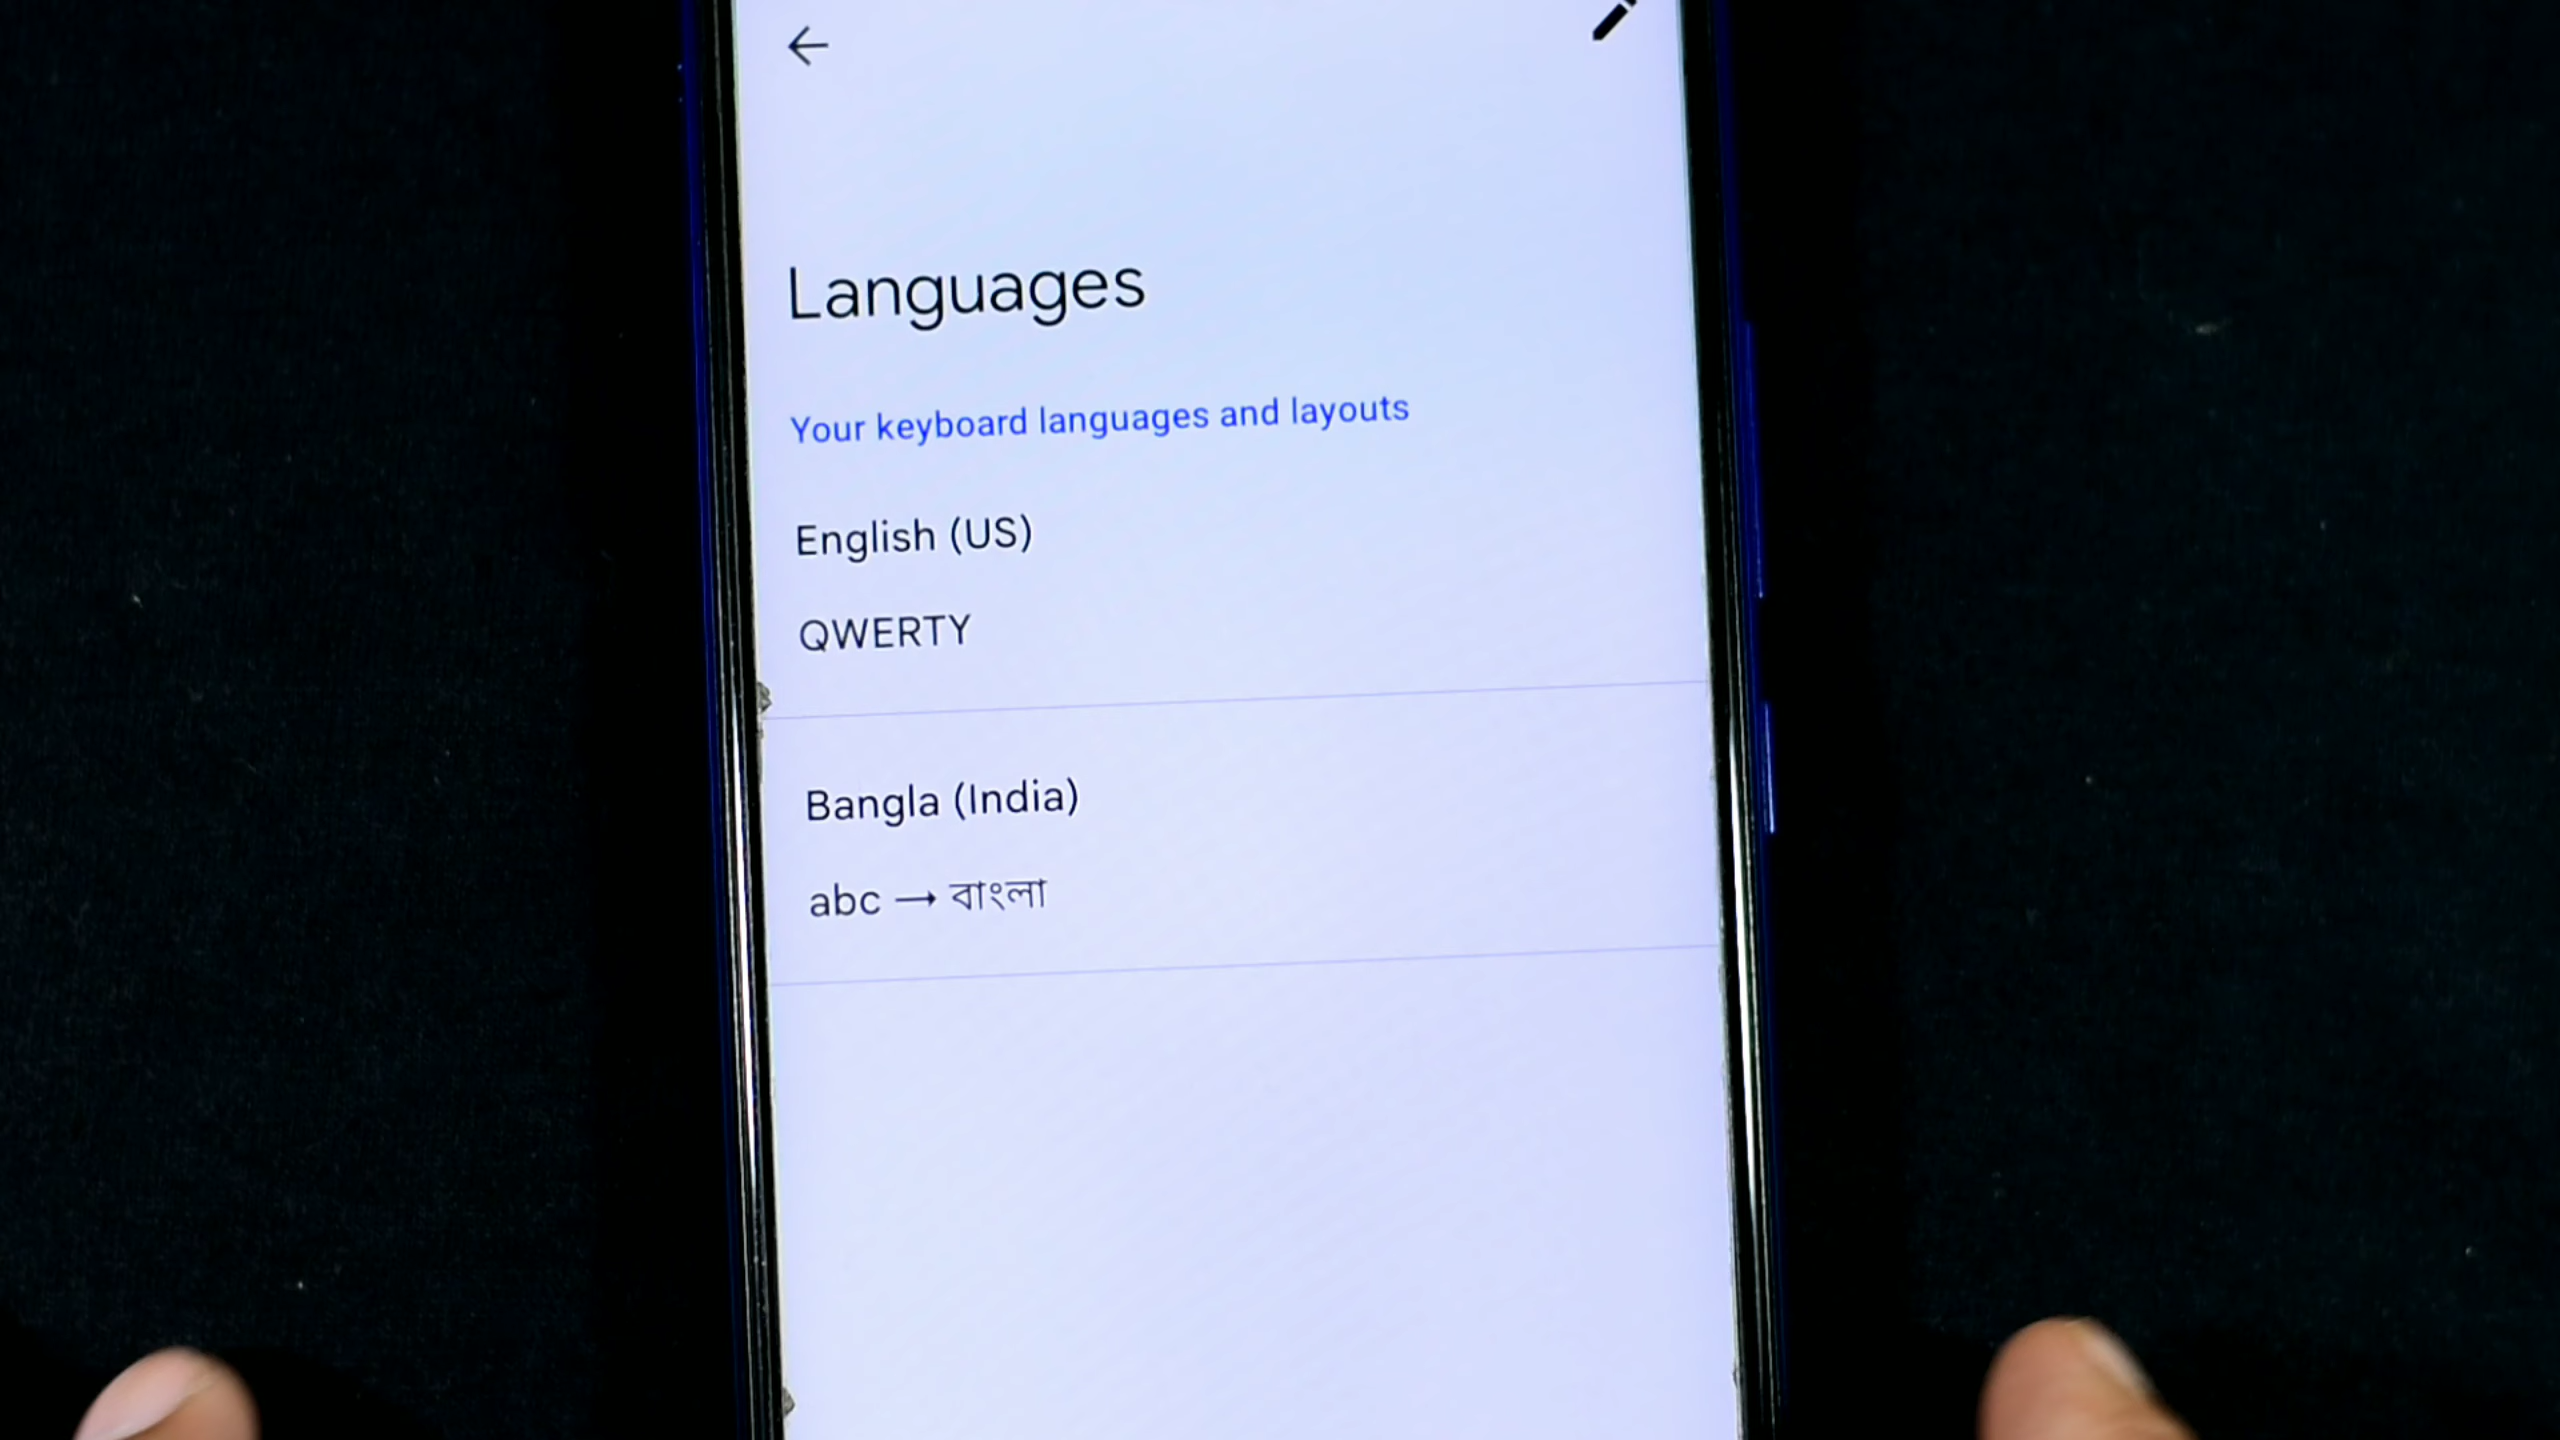 Languages
Your keyboard languages and layouts
English (US)
QWERTY
Bangla (India)
abc → বাংলা